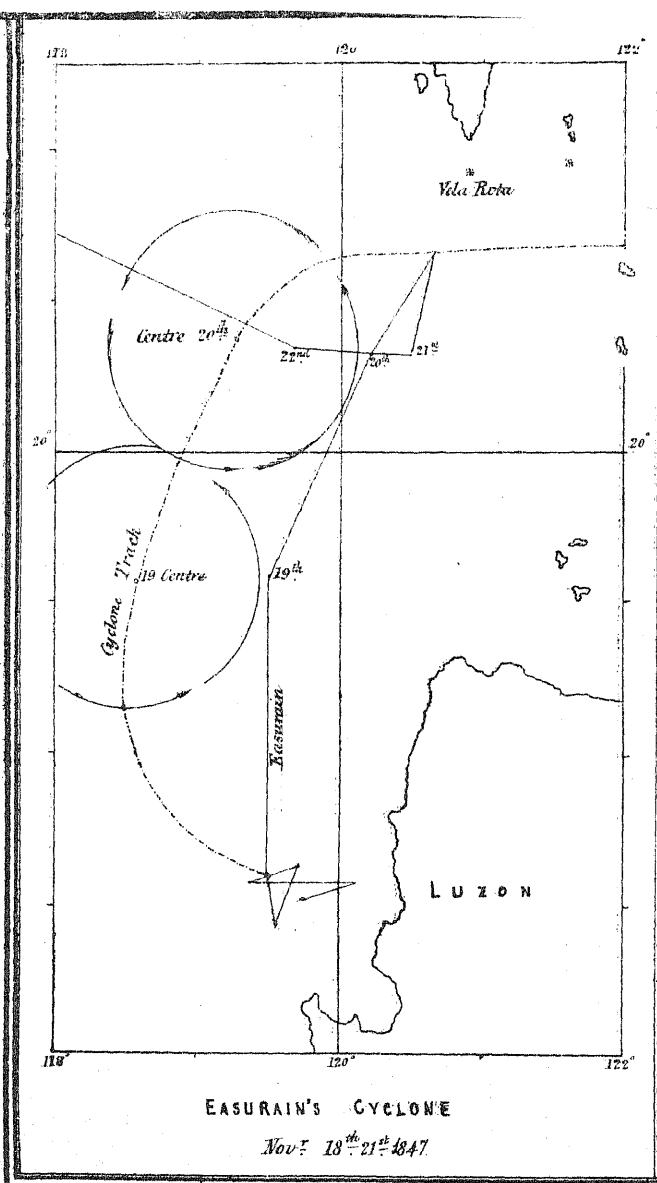 118 120 122°
Vela Rota
Centre 20th
22nd 20th 21st
20° 20°
Cyclone Track
19 Centre 19th
Easurain
LUZON
118° 120° 122°
EASURAIN'S CYCLONE
Novr 18th 21st 1847.